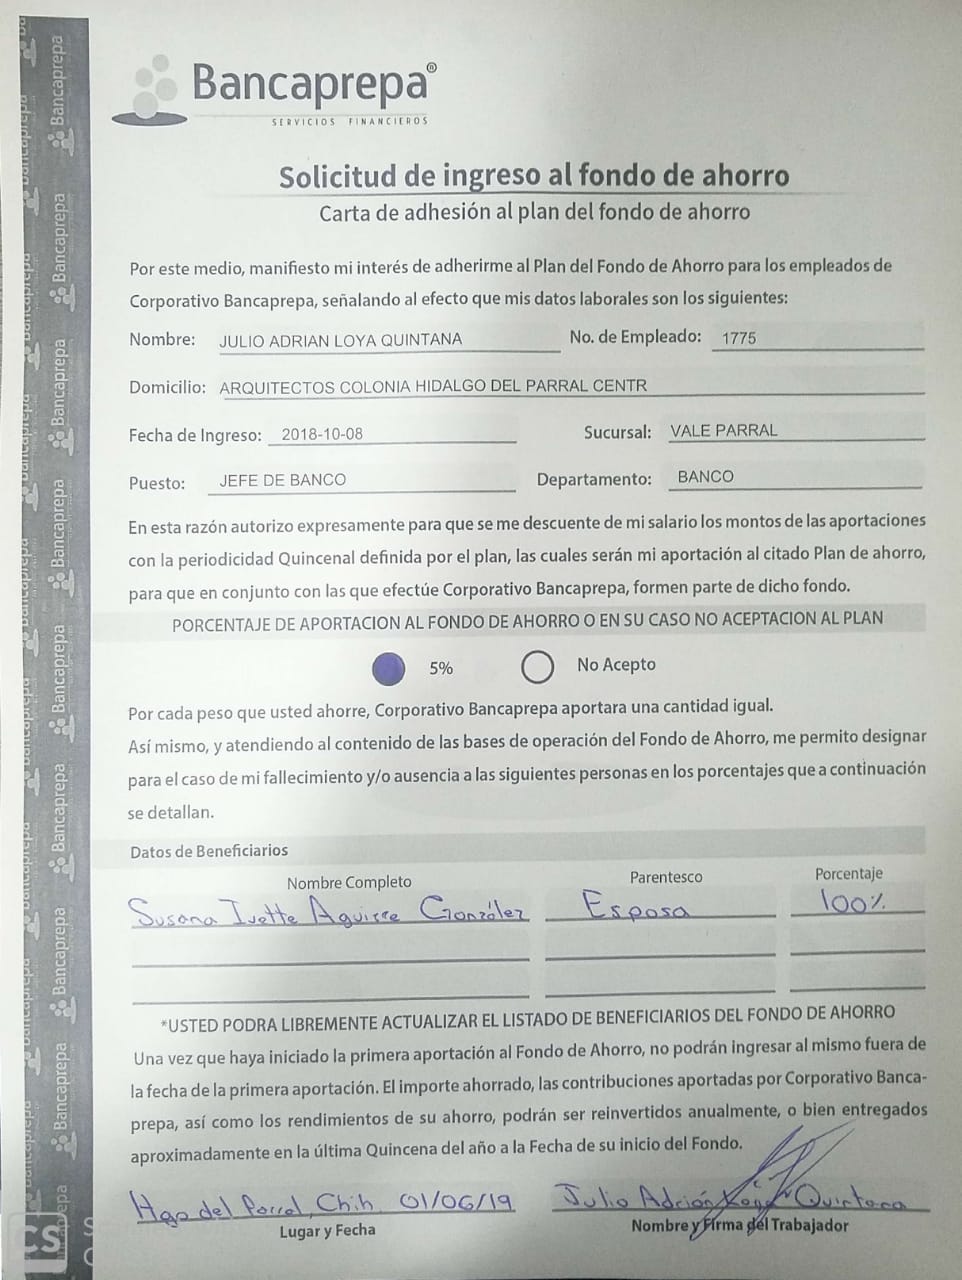 Bancaprepa®
SERVICIOS FINANCIEROS
Solicitud de ingreso al fondo de ahorro
Carta de adhesión al plan del fondo de ahorro
Por este medio, manifiesto mi interés de adherirme al Plan del Fondo de Ahorro para los empleados de
Corporativo Bancaprepa, señalando al efecto que mis datos laborales son los siguientes:
Nombre: JULIO ADRIAN LOYA QUINTANA No. de Empleado: 1775
Domicilio: ARQUITECTOS COLONIA HIDALGO DEL PARRAL CENTR
Fecha de Ingreso: 2018-10-08 Sucursal: VALE PARRAL
Puesto: JEFE DE BANCO Departamento: BANCO
En esta razón autorizo expresamente para que se me descuente de mi salario los montos de las aportaciones
con la periodicidad Quincenal definida por el plan, las cuales serán mi aportación al citado Plan de ahorro,
para que en conjunto con las que efectúe Corporativo Bancaprepa, formen parte de dicho fondo.
PORCENTAJE DE APORTACION AL FONDO DE AHORRO O EN SU CASO NO ACEPTACION AL PLAN
5% No Acepto
Por cada peso que usted ahorre, Corporativo Bancaprepa aportara una cantidad igual.
Así mismo, y atendiendo al contenido de las bases de operación del Fondo de Ahorro, me permito designar
para el caso de mi fallecimiento y/o ausencia a las siguientes personas en los porcentajes que a continuación
se detallan.
Datos de Beneficiarios
Nombre Completo Parentesco Porcentaje
Susana Ivette Aguirre González Esposa 100%
*USTED PODRA LIBREMENTE ACTUALIZAR EL LISTADO DE BENEFICIARIOS DEL FONDO DE AHORRO
Una vez que haya iniciado la primera aportación al Fondo de Ahorro, no podrán ingresar al mismo fuera de
la fecha de la primera aportación. El importe ahorrado, las contribuciones aportadas por Corporativo Banca-
prepa, así como los rendimientos de su ahorro, podrán ser reinvertidos anualmente, o bien entregados
aproximadamente en la última Quincena del año a la Fecha de su inicio del Fondo.
Hgo del Parral, Chih. 01/06/19 Julio Adrián Loya Quintana
Lugar y Fecha Nombre y Firma del Trabajador
Bancaprepa
Bancaprepa
Bancaprepa
Bancaprepa
Bancaprepa
Bancaprepa
Bancaprepa
Bancaprepa
Bancaprepa
CS